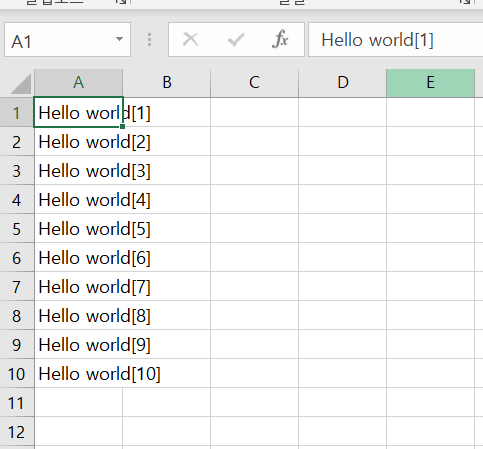 A1
fx
Hello world[1]
A B C D E
1 Hello world[1]
2 Hello world[2]
3 Hello world[3]
4 Hello world[4]
5 Hello world[5]
6 Hello world[6]
7 Hello world[7]
8 Hello world[8]
9 Hello world[9]
10 Hello world[10]
11
12